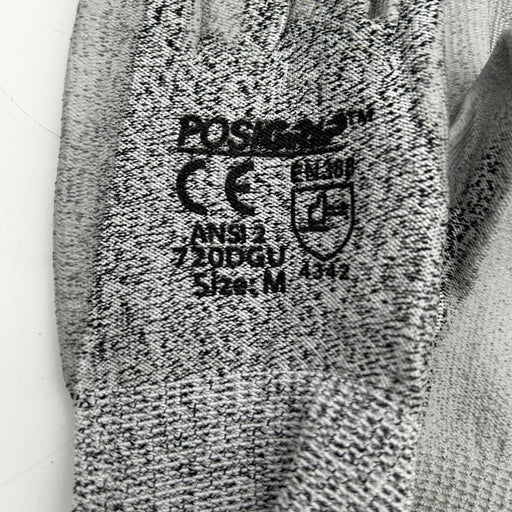 POSIGRIP™
CE
EN388
ANSI 2
720DGU
4342
Size: M